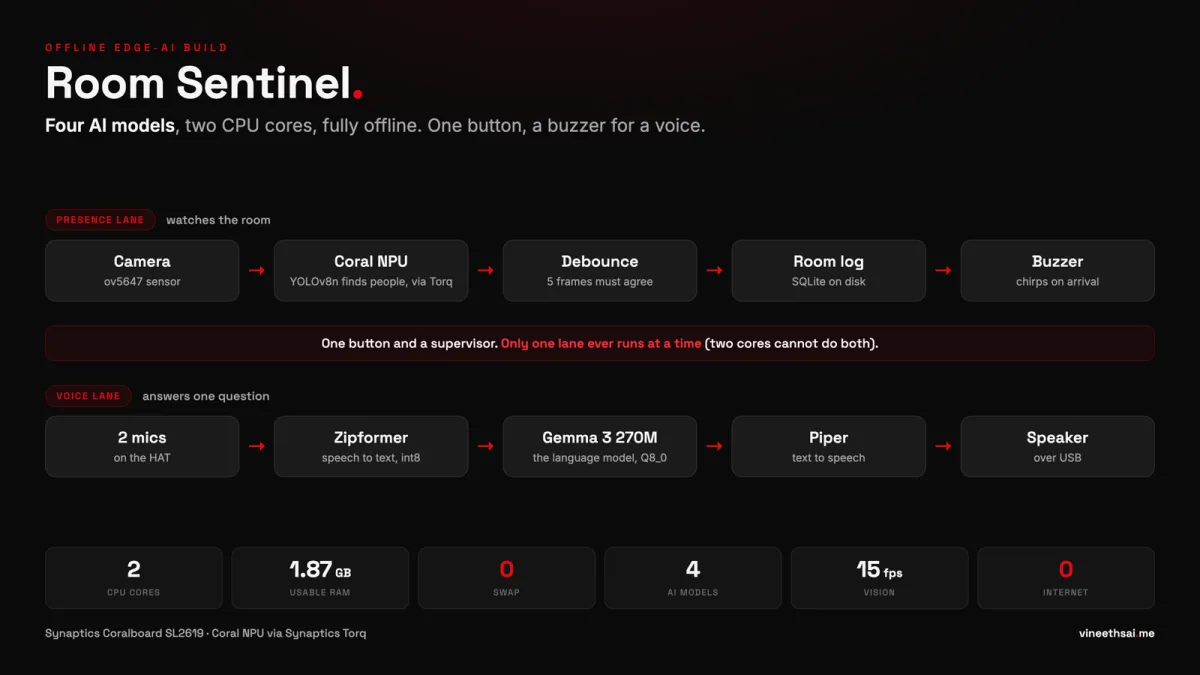 OFFLINE EDGE-AI BUILD
Room Sentinel.
Four AI models, two CPU cores, fully offline. One button, a buzzer for a voice.
PRESENCE LANE watches the room
Camera
ov5647 sensor
→
Coral NPU
YOLOv8n finds people, via Torq
→
Debounce
5 frames must agree
→
Room log
SQLite on disk
→
Buzzer
chirps on arrival
One button and a supervisor. Only one lane ever runs at a time (two cores cannot do both).
VOICE LANE answers one question
2 mics
on the HAT
→
Zipformer
speech to text, int8
→
Gemma 3 270M
the language model, Q8_0
→
Piper
text to speech
→
Speaker
over USB
2
CPU CORES
1.87 GB
USABLE RAM
0
SWAP
4
AI MODELS
15 fps
VISION
0
INTERNET
Synaptics Coralboard SL2619 · Coral NPU via Synaptics Torq
vineethsai.me